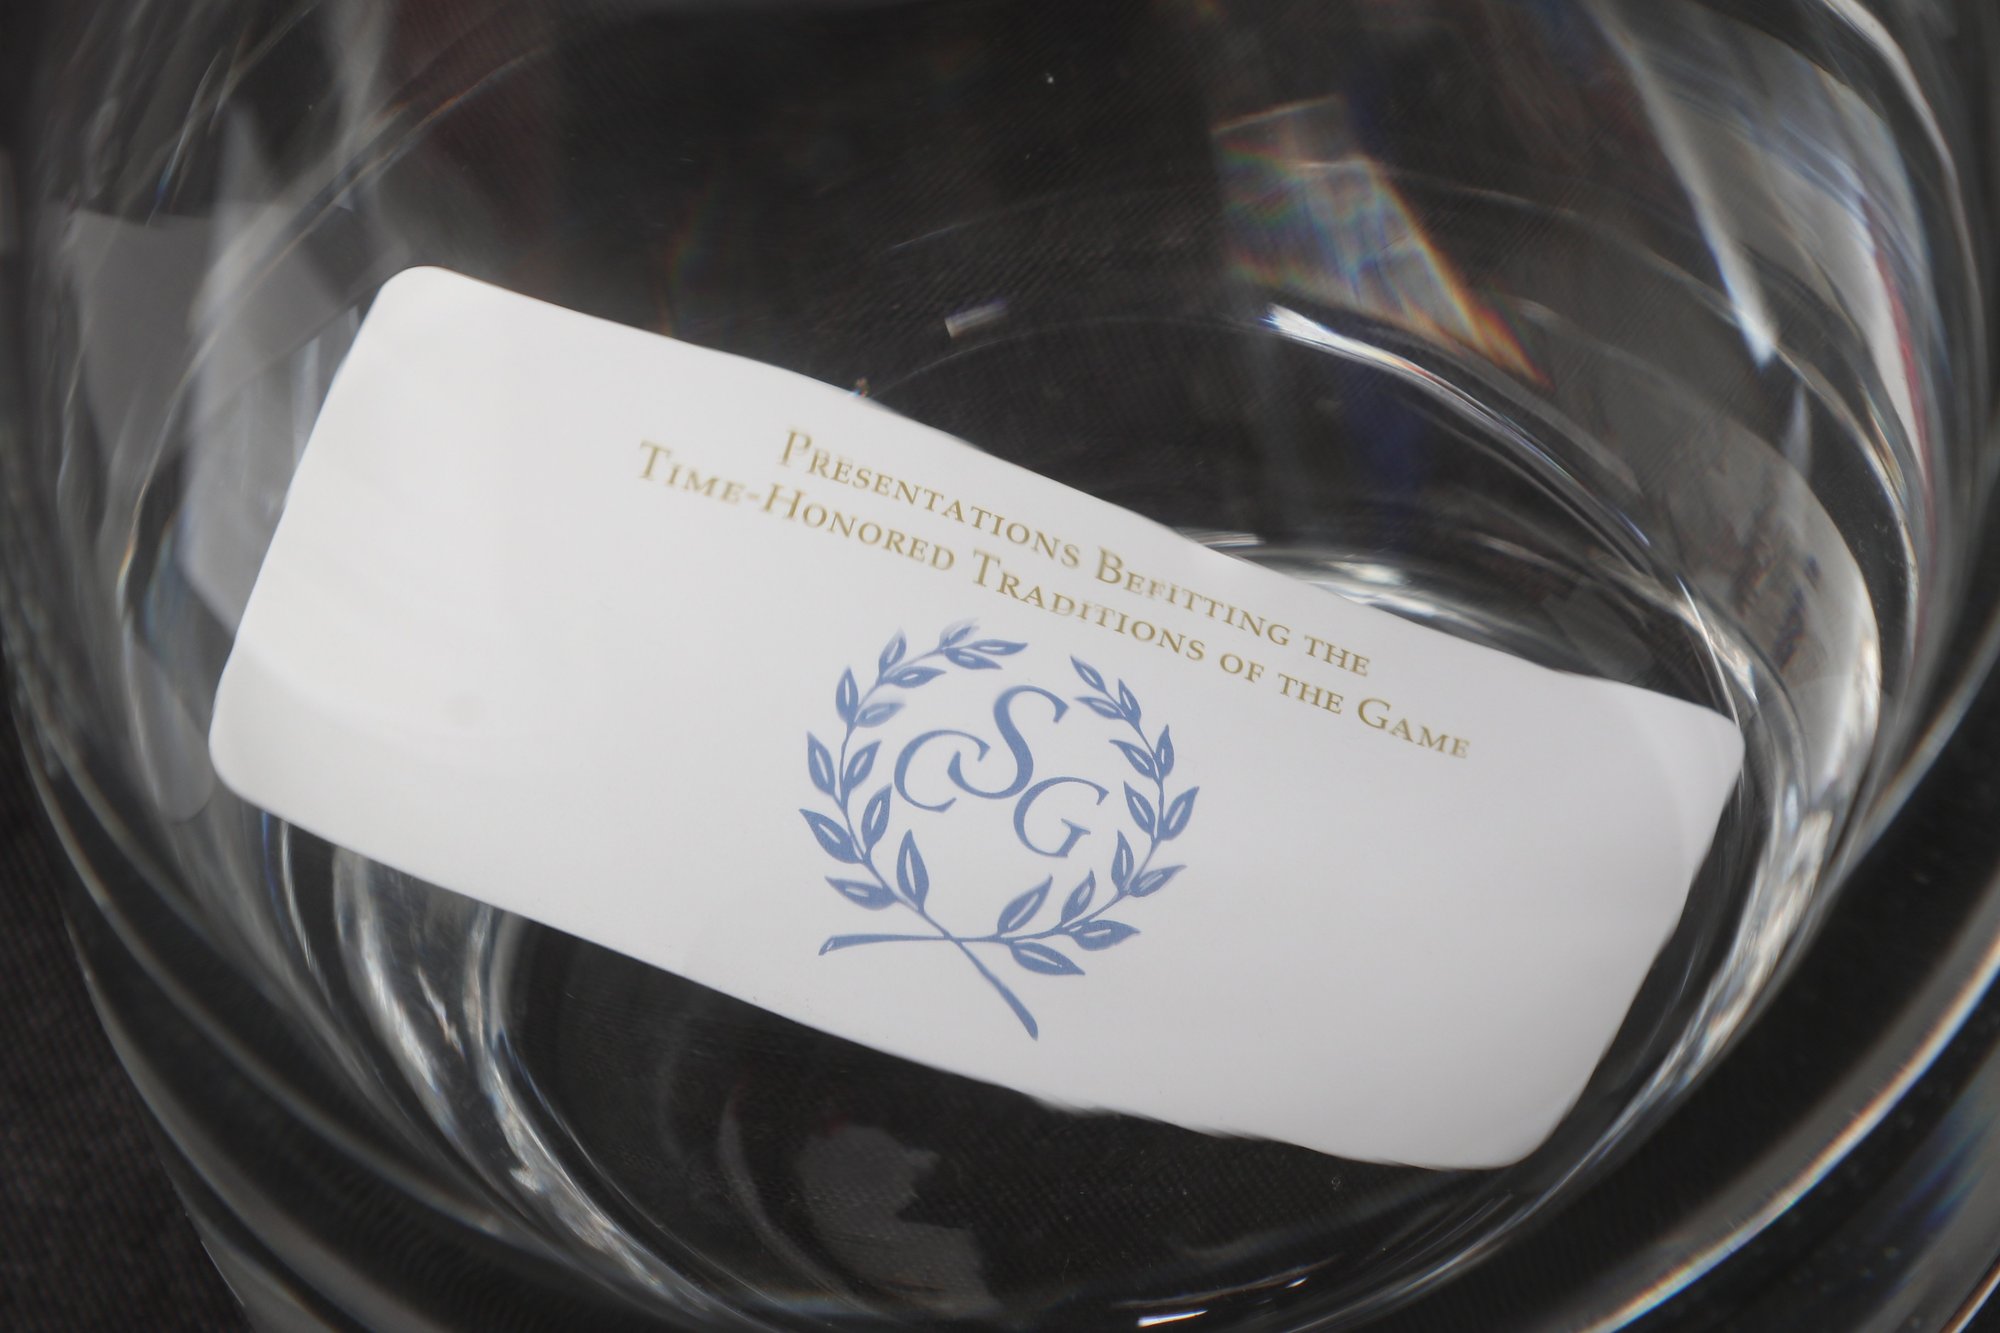 Presentations Befitting the
Time-Honored Traditions of the Game
CSG